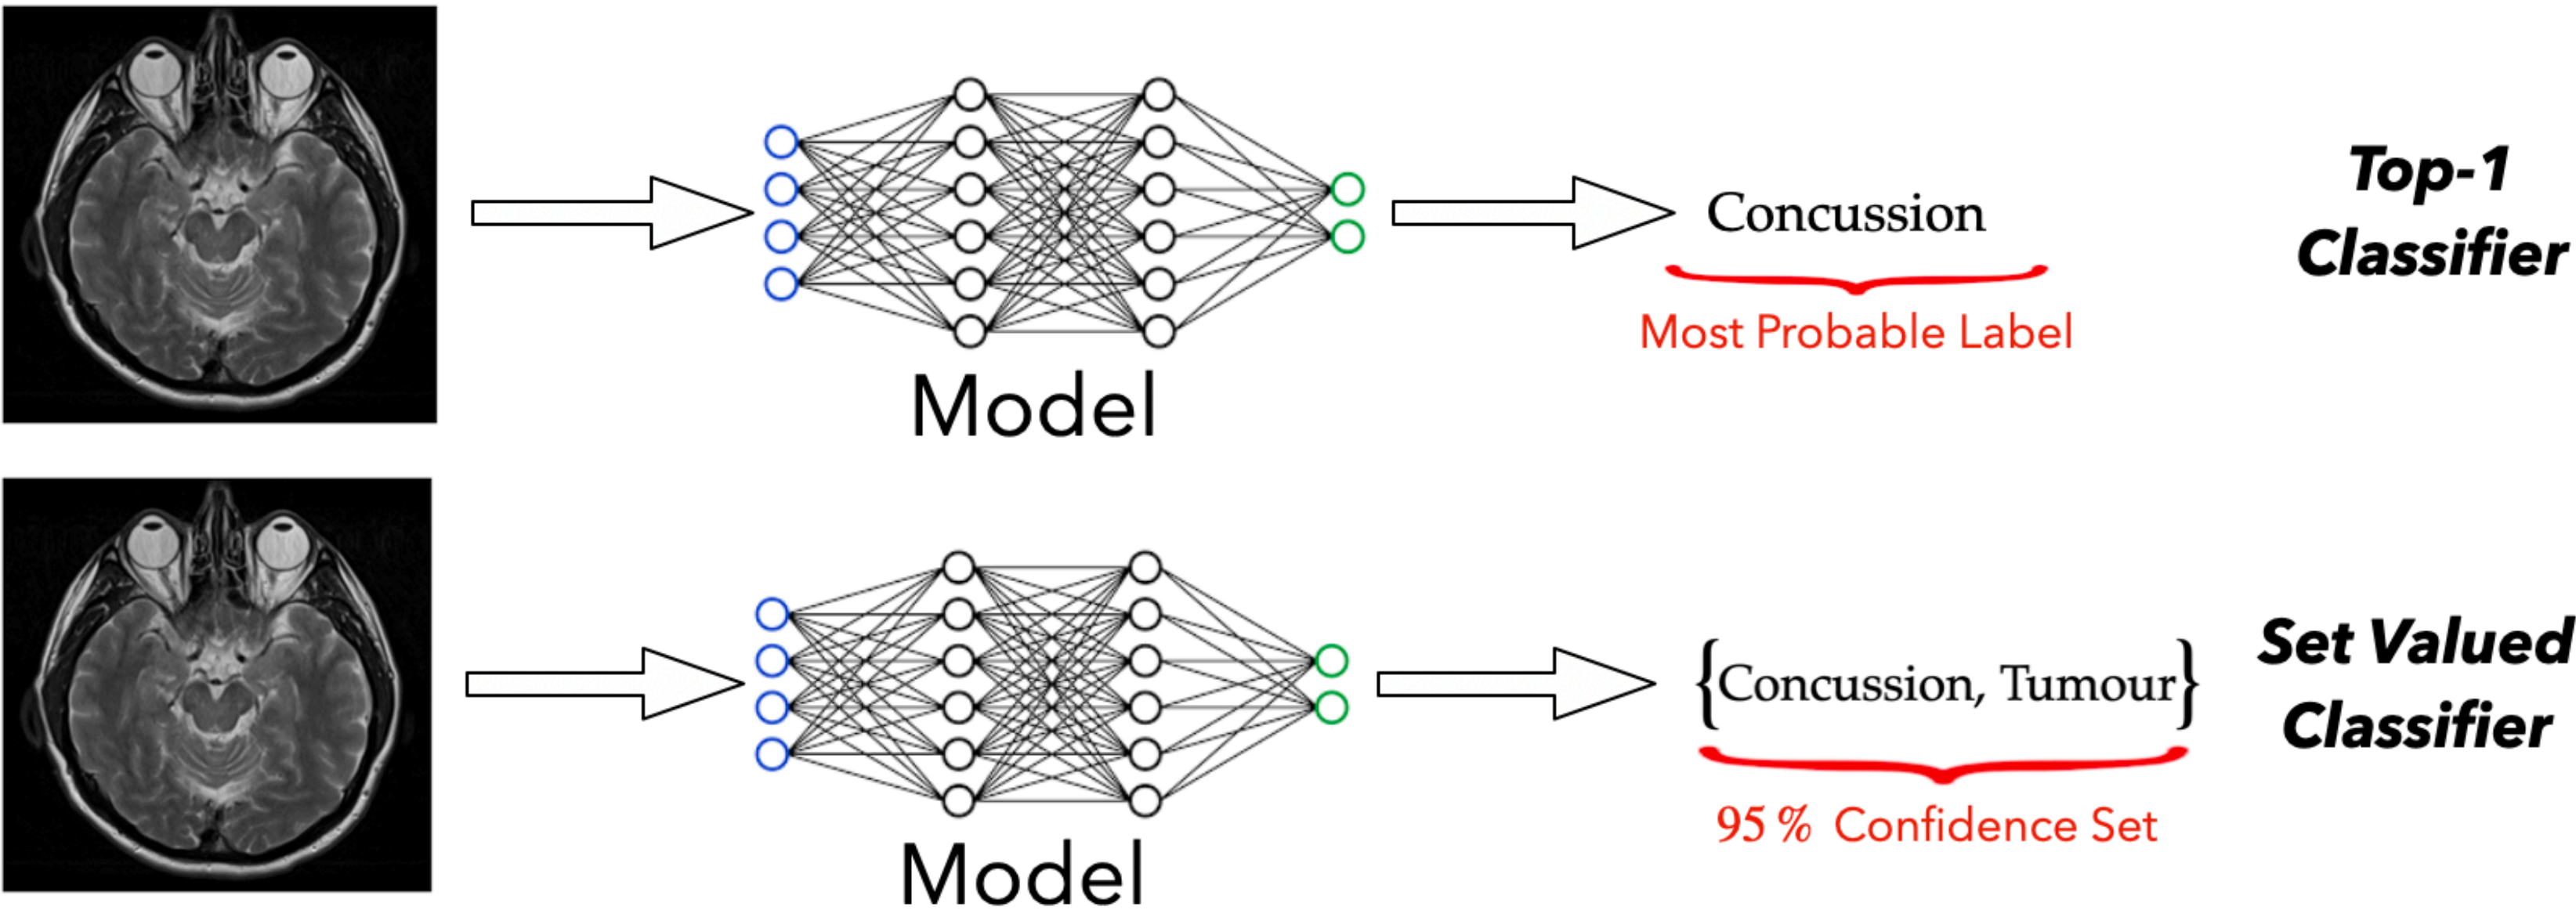 Concussion
Most Probable Label
Model
Top-1
Classifier
{Concussion, Tumour}
95 % Confidence Set
Model
Set Valued
Classifier